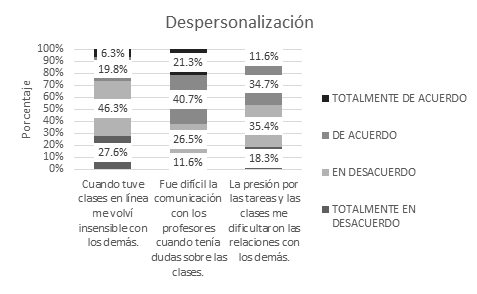 Despersonalización
Porcentaje
100%
90%
80%
70%
60%
50%
40%
30%
20%
10%
0%
6.3%
19.8%
46.3%
27.6%
21.3%
40.7%
26.5%
11.6%
11.6%
34.7%
35.4%
18.3%
Cuando tuve
clases en línea
me volví
insensible con
los demás.
Fue difícil la
comunicación
con los
profesores
cuando tenía
dudas sobre las
clases.
La presión por
las tareas y las
clases me
dificultaron las
relaciones con
los demás.
TOTALMENTE DE ACUERDO
DE ACUERDO
EN DESACUERDO
TOTALMENTE EN
DESACUERDO